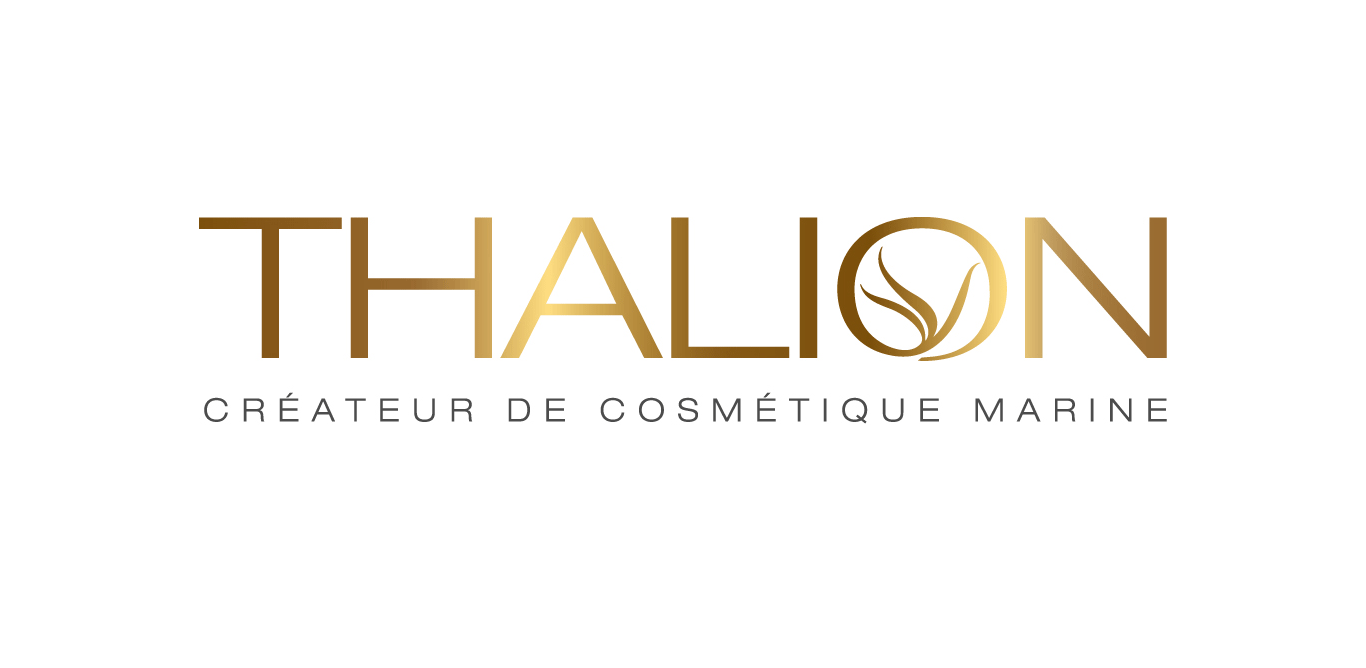 THALION
CRÉATEUR DE COSMÉTIQUE MARINE